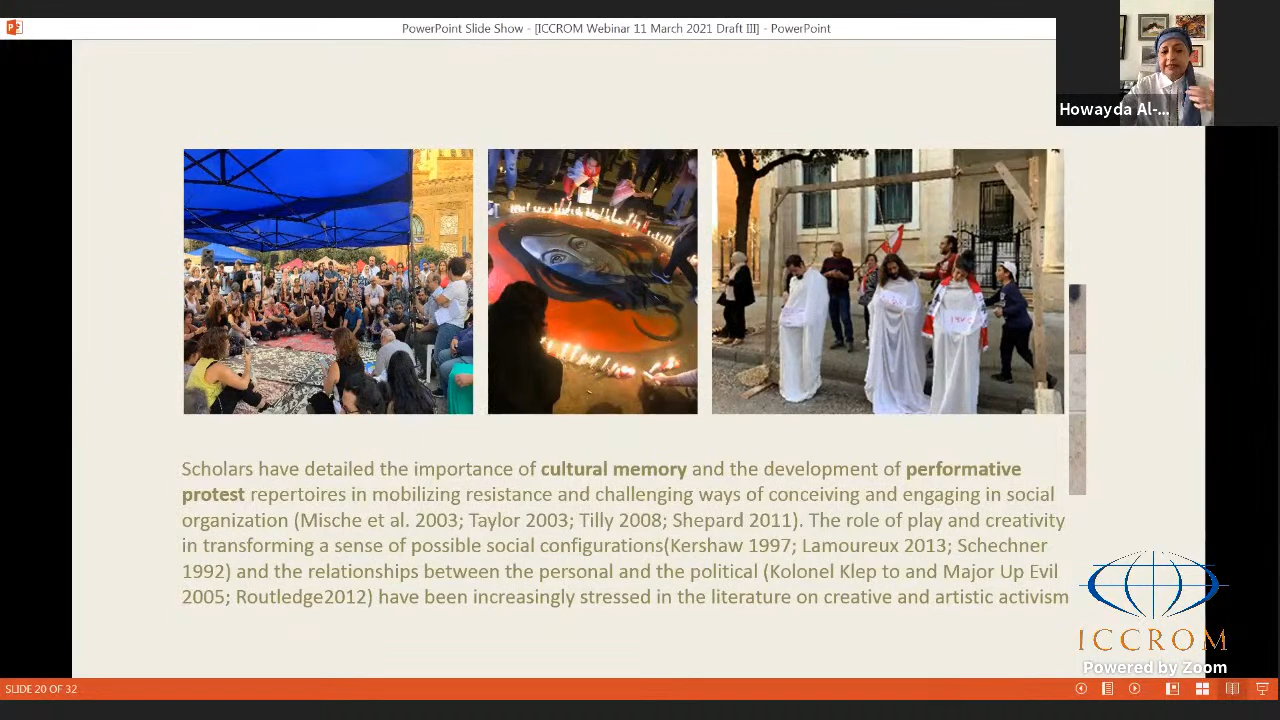 PowerPoint Slide Show - [ICCROM Webinar 11 March 2021 Draft III] - PowerPoint
Howayda Al-...
Scholars have detailed the importance of cultural memory and the development of performative
protest repertoires in mobilizing resistance and challenging ways of conceiving and engaging in social
organization (Mische et al. 2003; Taylor 2003; Tilly 2008; Shepard 2011). The role of play and creativity
in transforming a sense of possible social configurations(Kershaw 1997; Lamoureux 2013; Schechner
1992) and the relationships between the personal and the political (Kolonel Klep to and Major Up Evil
2005; Routledge2012) have been increasingly stressed in the literature on creative and artistic activism
ICCROM
Powered by Zoom
SLIDE 20 OF 32